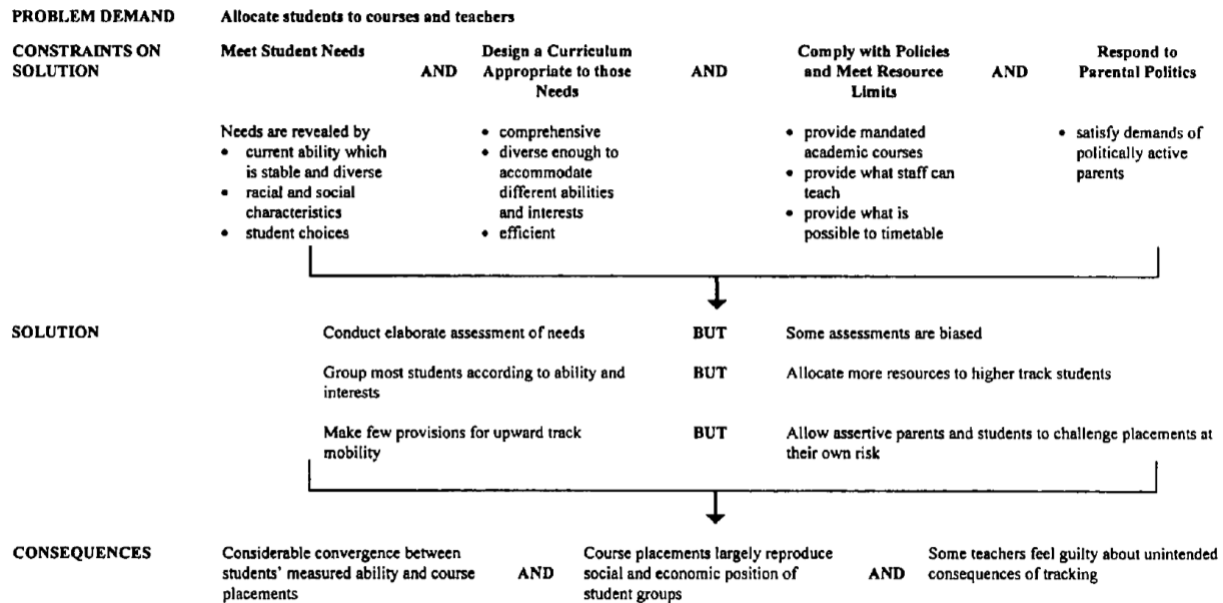 PROBLEM DEMAND
Allocate students to courses and teachers
CONSTRAINTS ON
SOLUTION
Meet Student Needs
AND
Design a Curriculum
Appropriate to those
Needs
AND
Comply with Policies
and Meet Resource
Limits
AND
Respond to
Parental Politics
Needs are revealed by
• current ability which
is stable and diverse
• racial and social
characteristics
• student choices
• comprehensive
• diverse enough to
accommodate
different abilities
and interests
• efficient
• provide mandated
academic courses
• provide what staff can
teach
• provide what is
possible to timetable
• satisfy demands of
politically active
parents
SOLUTION
Conduct elaborate assessment of needs
BUT
Some assessments are biased
Group most students according to ability and
interests
BUT
Allocate more resources to higher track students
Make few provisions for upward track
mobility
BUT
Allow assertive parents and students to challenge placements at
their own risk
CONSEQUENCES
Considerable convergence between
students' measured ability and course
placements
AND
Course placements largely reproduce
social and economic position of
student groups
AND
Some teachers feel guilty about unintended
consequences of tracking